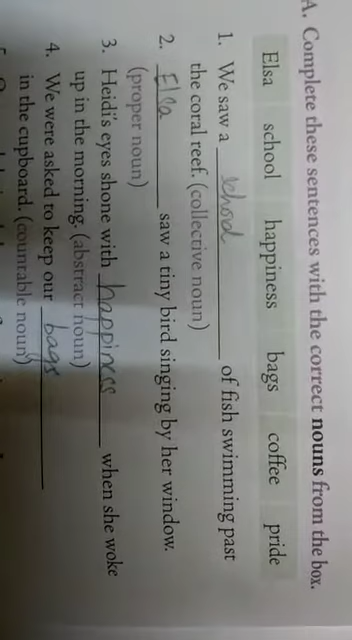 A. Complete these sentences with the correct nouns from the box.
Elsa school happiness bags coffee pride
1. We saw a school of fish swimming past
the coral reef. (collective noun)
2. Elsa saw a tiny bird singing by her window.
(proper noun)
3. Heidi's eyes shone with happiness when she woke
up in the morning. (abstract noun)
4. We were asked to keep our bags
in the cupboard. (countable noun)